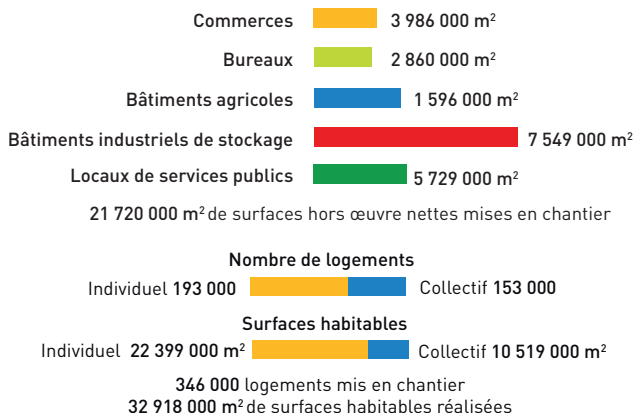 Commerces 3 986 000 m²
Bureaux 2 860 000 m²
Bâtiments agricoles 1 596 000 m²
Bâtiments industriels de stockage 7 549 000 m²
Locaux de services publics 5 729 000 m²
21 720 000 m² de surfaces hors œuvre nettes mises en chantier
Nombre de logements
Individuel 193 000 Collectif 153 000
Surfaces habitables
Individuel 22 399 000 m² Collectif 10 519 000 m²
346 000 logements mis en chantier
32 918 000 m² de surfaces habitables réalisées